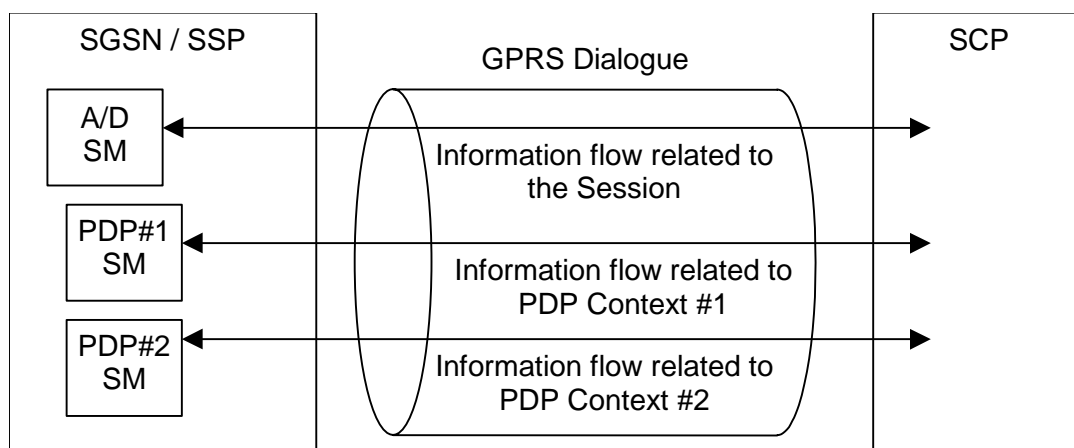 SGSN / SSP
GPRS Dialogue
SCP
A/D
SM
Information flow related to
the Session
PDP#1
SM
Information flow related to
PDP Context #1
PDP#2
SM
Information flow related to
PDP Context #2